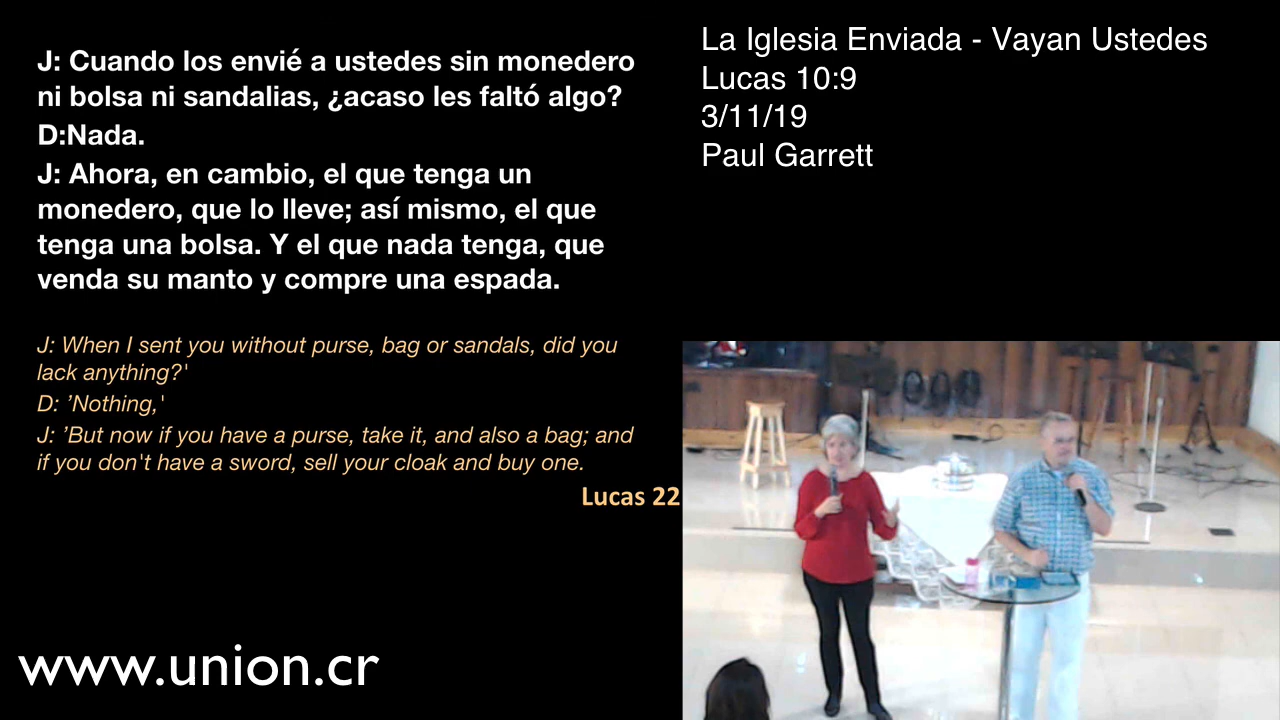 J: Cuando los envié a ustedes sin monedero
ni bolsa ni sandalias, ¿acaso les faltó algo?
D:Nada.
J: Ahora, en cambio, el que tenga un
monedero, que lo lleve; así mismo, el que
tenga una bolsa. Y el que nada tenga, que
venda su manto y compre una espada.
J: When I sent you without purse, bag or sandals, did you
lack anything?'
D: ’Nothing,'
J: ’But now if you have a purse, take it, and also a bag; and
if you don't have a sword, sell your cloak and buy one.
Lucas 22
www.union.cr
La Iglesia Enviada - Vayan Ustedes
Lucas 10:9
3/11/19
Paul Garrett